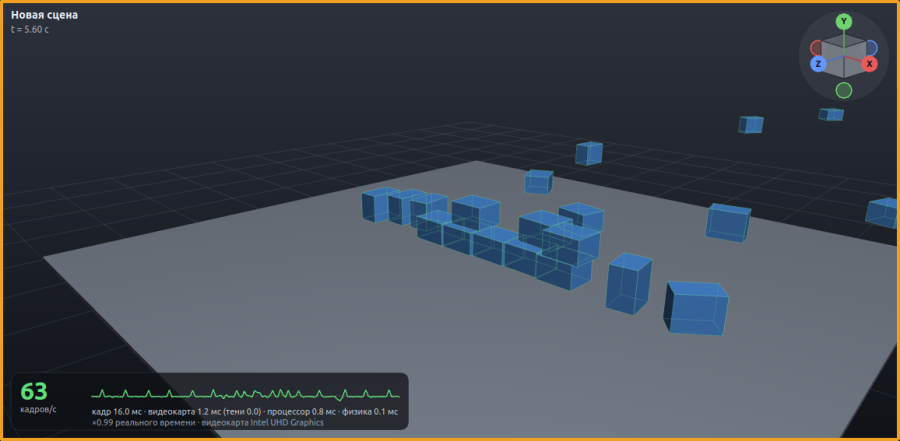 Новая сцена
t = 5.60 с
Y
Z
X
63
кадров/с
кадр 16.0 мс · видеокарта 1.2 мс (тени 0.0) · процессор 0.8 мс · физика 0.1 мс
×0.99 реального времени · видеокарта Intel UHD Graphics